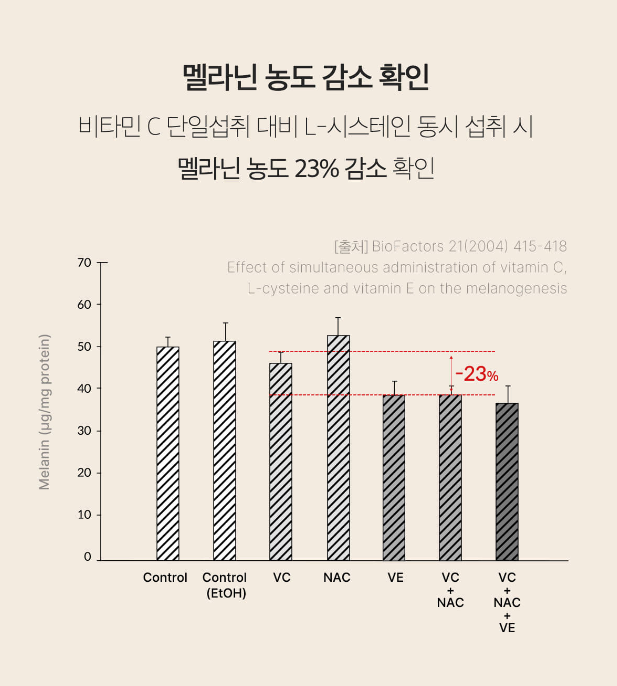 멜라닌 농도 감소 확인
비타민 C 단일섭취 대비 L-시스테인 동시 섭취 시
멜라닌 농도 23% 감소 확인
[출처] BioFactors 21(2004) 415-418
Effect of simultaneous administration of vitamin C,
L-cysteine and vitamin E on the melanogenesis
Melanin (μg/mg protein)
70
60
50
40
30
20
10
0
-23%
Control
Control
(EtOH)
VC
NAC
VE
VC
+
NAC
VC
+
NAC
+
VE